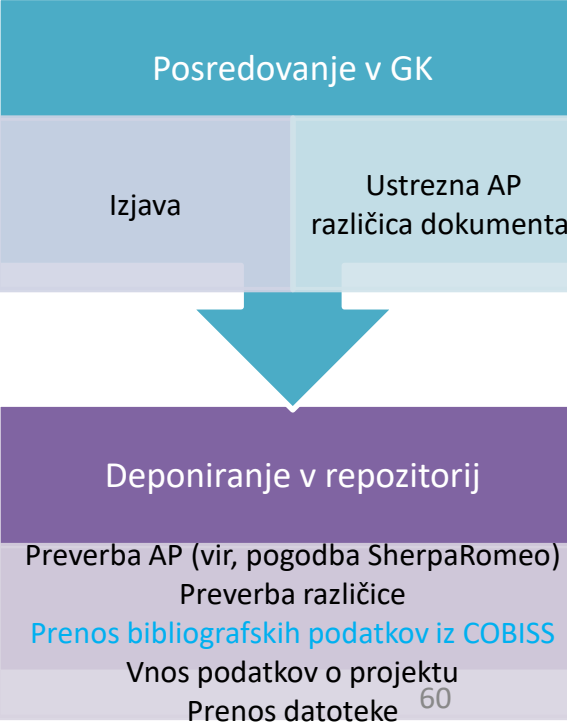 Posredovanje v GK
Izjava
Ustrezna AP
različica dokumenta
Deponiranje v repozitorij
Preverba AP (vir, pogodba SherpaRomeo)
Preverba različice
Prenos bibliografskih podatkov iz COBISS
Vnos podatkov o projektu
Prenos datoteke
60